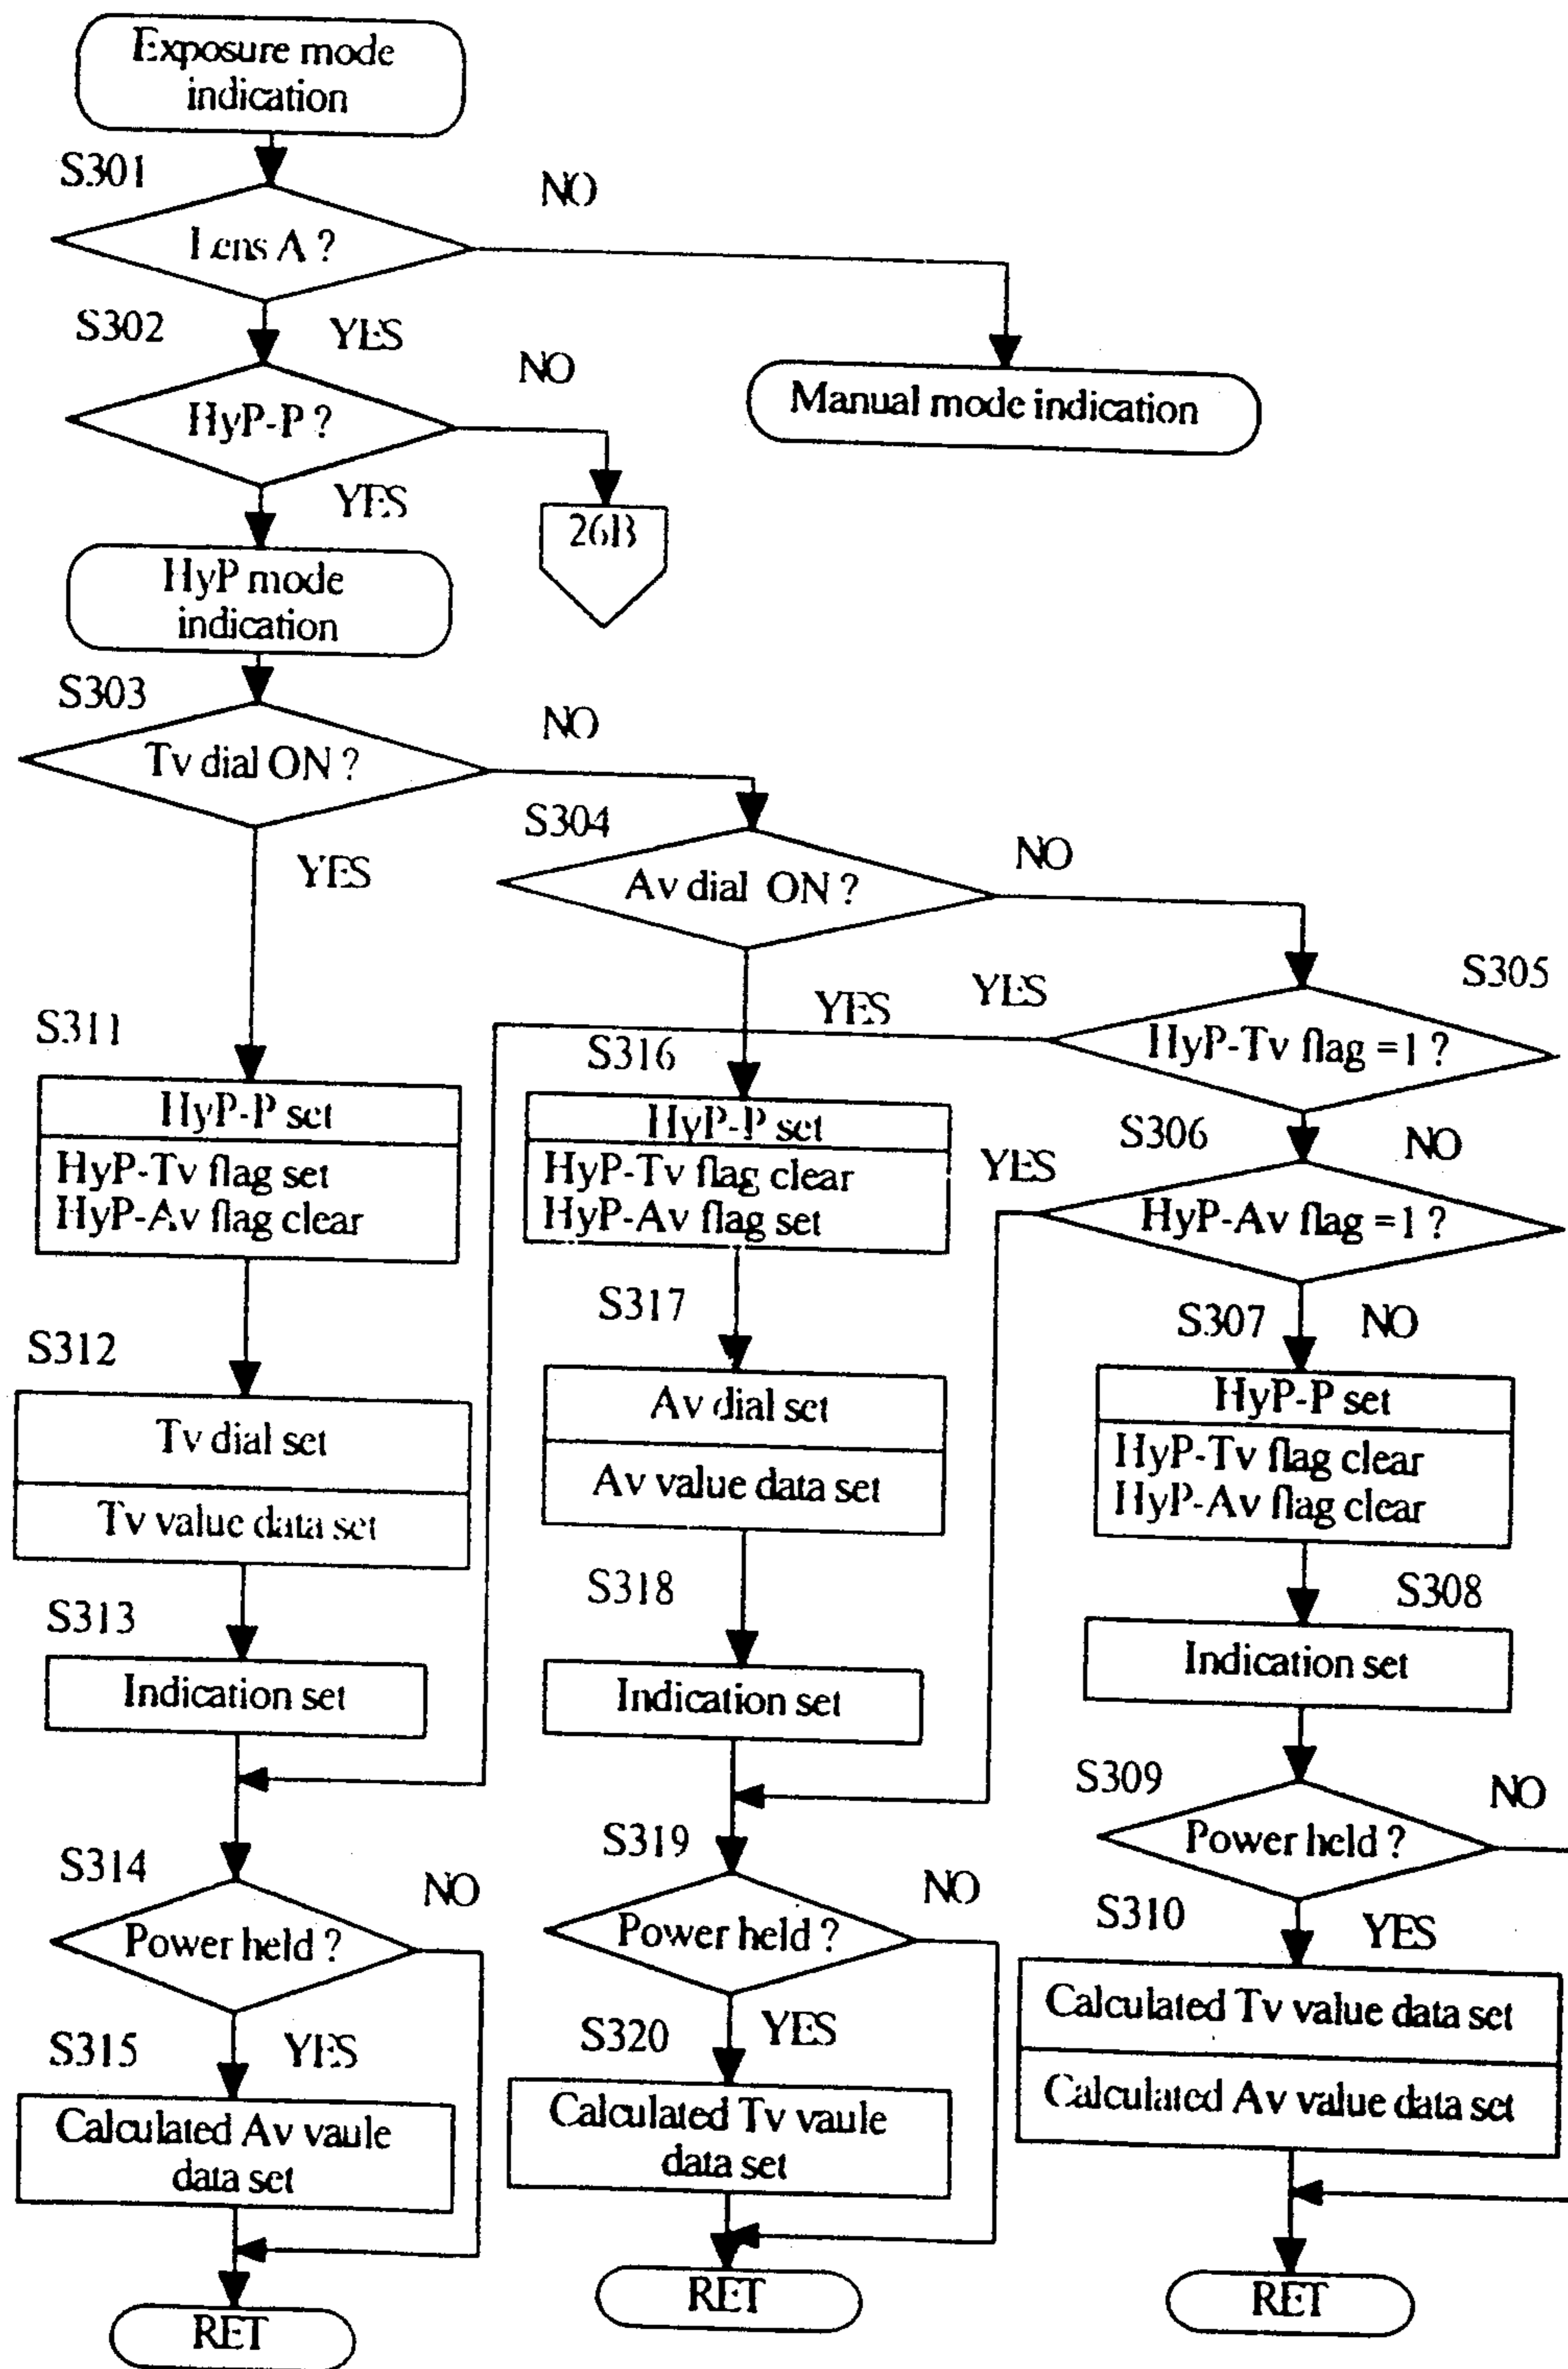 Exposure mode
indication
S301
NO
Lens A ?
S302
YES
NO
HyP-P ?
Manual mode indication
YES
26B
HyP mode
indication
S303
NO
Tv dial ON ?
S304
NO
YES
Av dial ON ?
S305
YES
YES
HyP-Tv flag =1 ?
S311
S316
HyP-P set
HyP-Tv flag set
HyP-Av flag clear
HyP-P set
HyP-Tv flag clear
HyP-Av flag set
S306
NO
YES
HyP-Av flag =1 ?
S317
S307
NO
S312
Tv dial set
Tv value data set
Av dial set
Av value data set
HyP-P set
HyP-Tv flag clear
HyP-Av flag clear
S318
S308
S313
Indication set
Indication set
Indication set
S309
NO
S319
Power held ?
S314
NO
NO
Power held ?
Power held ?
S310
YES
Calculated Tv value data set
Calculated Av value data set
S315
YES
S320
YES
Calculated Av vaule
data set
Calculated Tv vaule
data set
RET
RET
RET